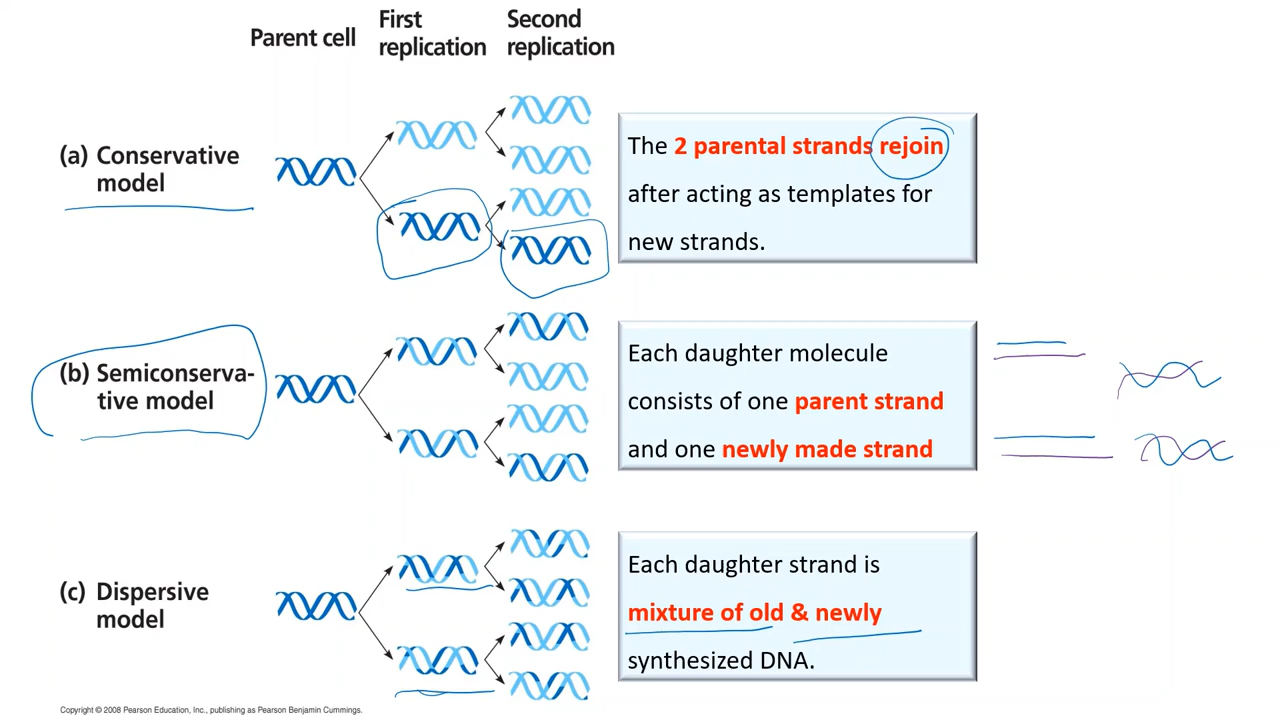 Parent cell
First
replication
Second
replication
(a) Conservative
model
The 2 parental strands rejoin
after acting as templates for
new strands.
(b) Semiconserva-
tive model
Each daughter molecule
consists of one parent strand
and one newly made strand
(c) Dispersive
model
Each daughter strand is
mixture of old & newly
synthesized DNA.
Copyright © 2008 Pearson Education, Inc., publishing as Pearson Benjamin Cummings.